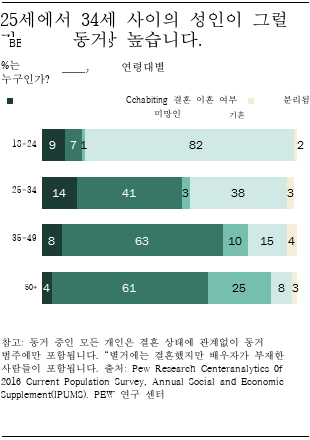 25세에서 34세 사이의 성인이 그럴
BE 동거 높습니다.
%는 ____, 연령대별
누구인가?
Cohabiting 결혼 이혼 여부 분리됨
미망인 기혼
18-24 9 7 1 82 2
25-34 14 41 3 38 3
35-49 8 63 10 15 4
50+ 4 61 25 8 3
참고: 동거 중인 모든 개인은 결혼 상태에 관계없이 동거
범주에만 포함됩니다. "별거에는 결혼했지만 배우자가 부재한
사람들이 포함됩니다. 출처: Pew Research Centeranalytics Of
2016 Current Population Survey, Annual Social and Economic
Supplement(IPUMS). PEW 연구 센터